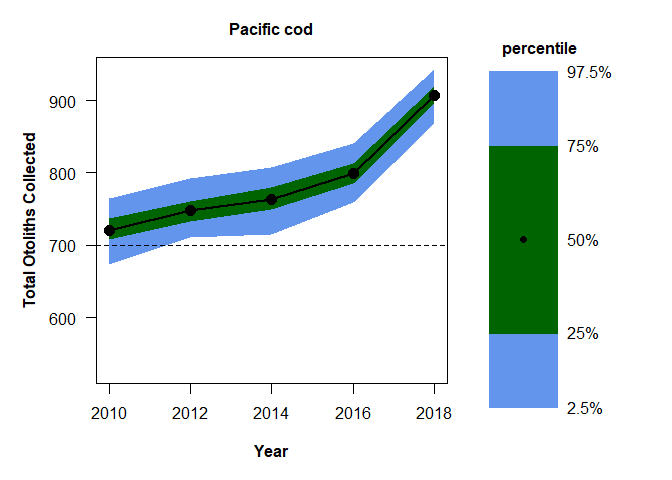 Pacific cod
Total Otoliths Collected
900
800
700
600
2010 2012 2014 2016 2018
Year
percentile
97.5%
75%
50%
25%
2.5%